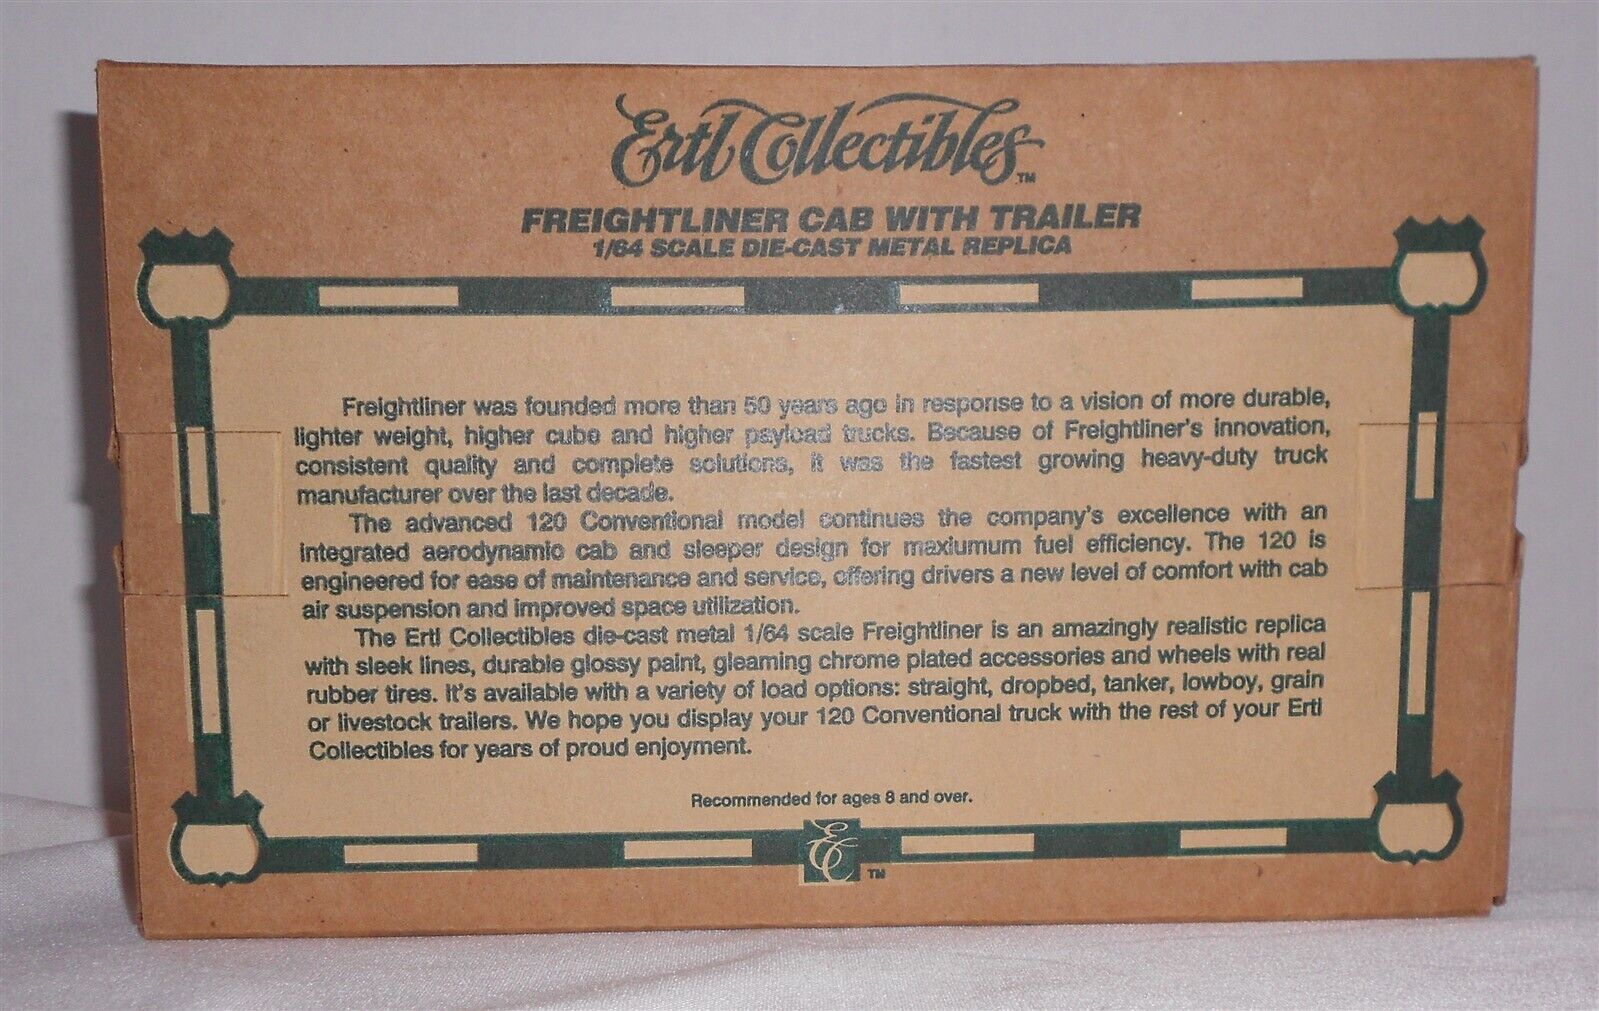 Ertl Collectibles™
FREIGHTLINER CAB WITH TRAILER
1/64 SCALE DIE-CAST METAL REPLICA
Freightliner was founded more than 50 years ago in response to a vision of more durable,
lighter weight, higher cube and higher payload trucks. Because of Freightliner's innovation,
consistent quality and complete solutions, it was the fastest growing heavy-duty truck
manufacturer over the last decade.
The advanced 120 Conventional model continues the company's excellence with an
integrated aerodynamic cab and sleeper design for maxiumum fuel efficiency. The 120 is
engineered for ease of maintenance and service, offering drivers a new level of comfort with cab
air suspension and improved space utilization.
The Ertl Collectibles die-cast metal 1/64 scale Freightliner is an amazingly realistic replica
with sleek lines, durable glossy paint, gleaming chrome plated accessories and wheels with real
rubber tires. It's available with a variety of load options: straight, dropbed, tanker, lowboy, grain
or livestock trailers. We hope you display your 120 Conventional truck with the rest of your Ertl
Collectibles for years of proud enjoyment.
Recommended for ages 8 and over.
EC™